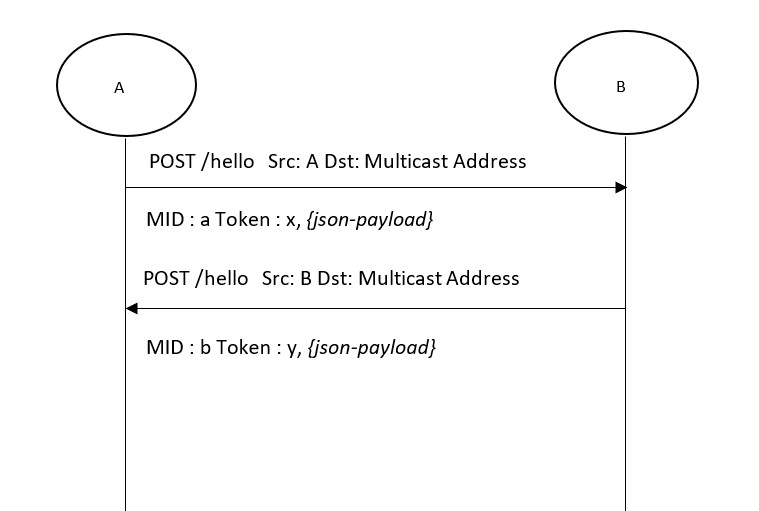 A
B
POST /hello Src: A Dst: Multicast Address
MID : a Token : x, {json-payload}
POST /hello Src: B Dst: Multicast Address
MID : b Token : y, {json-payload}